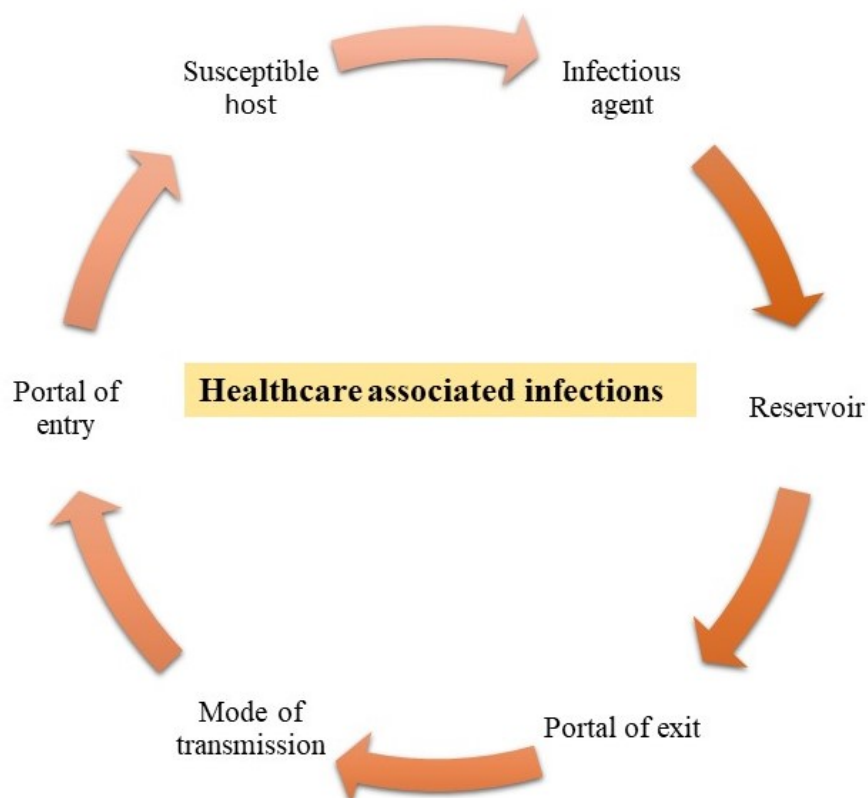 Susceptible
host
Infectious
agent
Portal of
entry
Healthcare associated infections
Reservoir
Mode of
transmission
Portal of exit